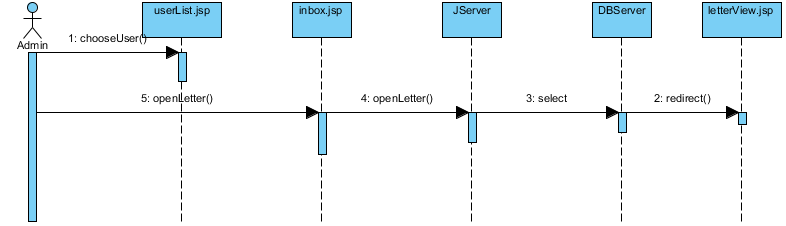 userList.jsp
inbox.jsp
JServer
DBServer
letterView.jsp
Admin
1: chooseUser()
5: openLetter()
4: openLetter()
3: select
2: redirect()